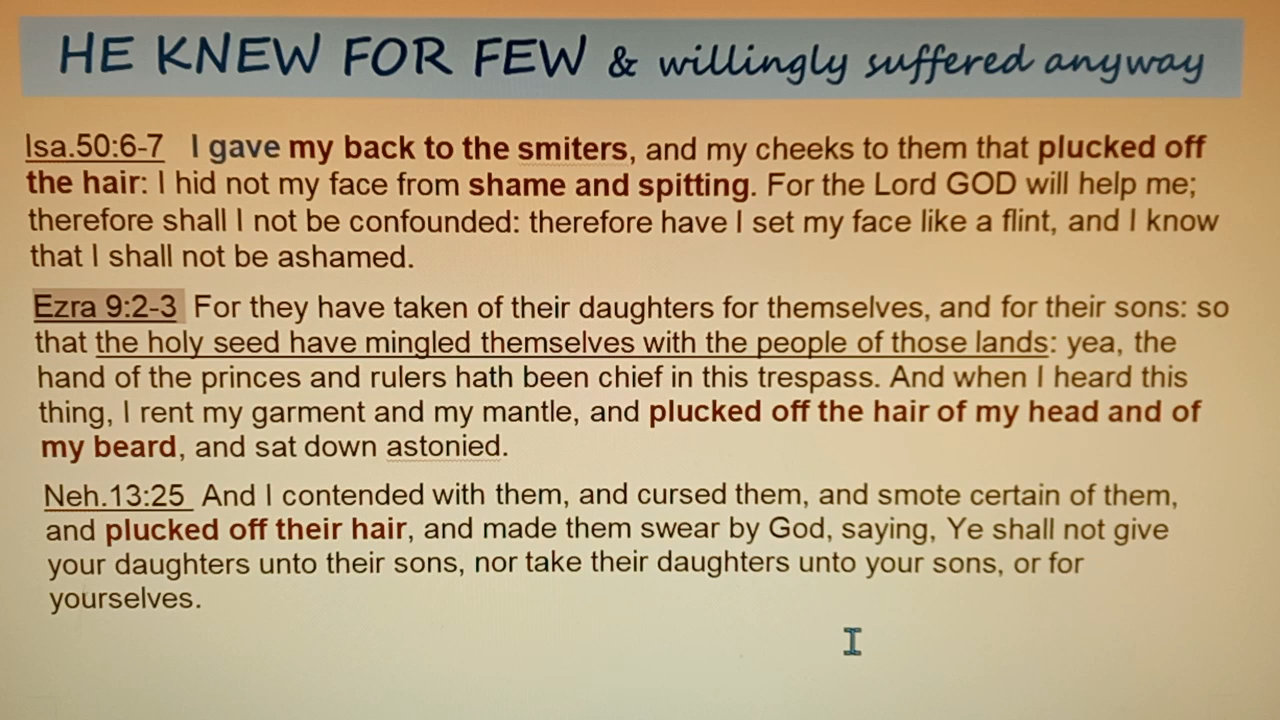 HE KNEW FOR FEW & willingly suffered anyway
Isa.50:6-7 I gave my back to the smiters, and my cheeks to them that plucked off
the hair: I hid not my face from shame and spitting. For the Lord GOD will help me;
therefore shall I not be confounded: therefore have I set my face like a flint, and I know
that I shall not be ashamed.
Ezra 9:2-3 For they have taken of their daughters for themselves, and for their sons: so
that the holy seed have mingled themselves with the people of those lands: yea, the
hand of the princes and rulers hath been chief in this trespass. And when I heard this
thing, I rent my garment and my mantle, and plucked off the hair of my head and of
my beard, and sat down astonied.
Neh.13:25 And I contended with them, and cursed them, and smote certain of them,
and plucked off their hair, and made them swear by God, saying, Ye shall not give
your daughters unto their sons, nor take their daughters unto your sons, or for
yourselves.